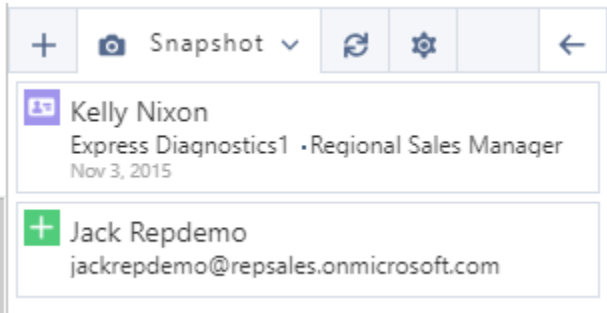 Snapshot
Kelly Nixon
Express Diagnostics1 •Regional Sales Manager
Nov 3, 2015
Jack Repdemo
jackrepdemo@repsales.onmicrosoft.com